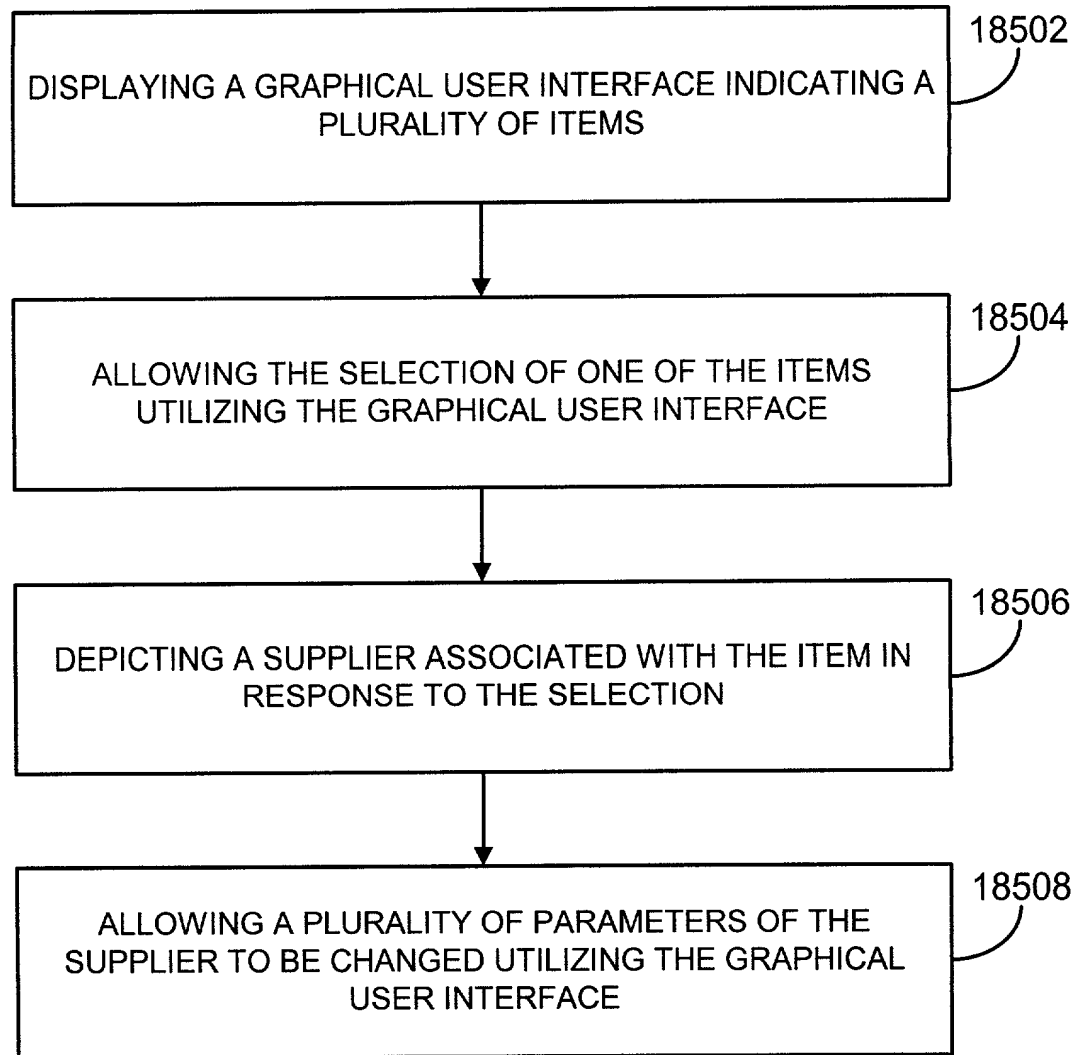 18502
DISPLAYING A GRAPHICAL USER INTERFACE INDICATING A
PLURALITY OF ITEMS
18504
ALLOWING THE SELECTION OF ONE OF THE ITEMS
UTILIZING THE GRAPHICAL USER INTERFACE
18506
DEPICTING A SUPPLIER ASSOCIATED WITH THE ITEM IN
RESPONSE TO THE SELECTION
18508
ALLOWING A PLURALITY OF PARAMETERS OF THE
SUPPLIER TO BE CHANGED UTILIZING THE GRAPHICAL
USER INTERFACE